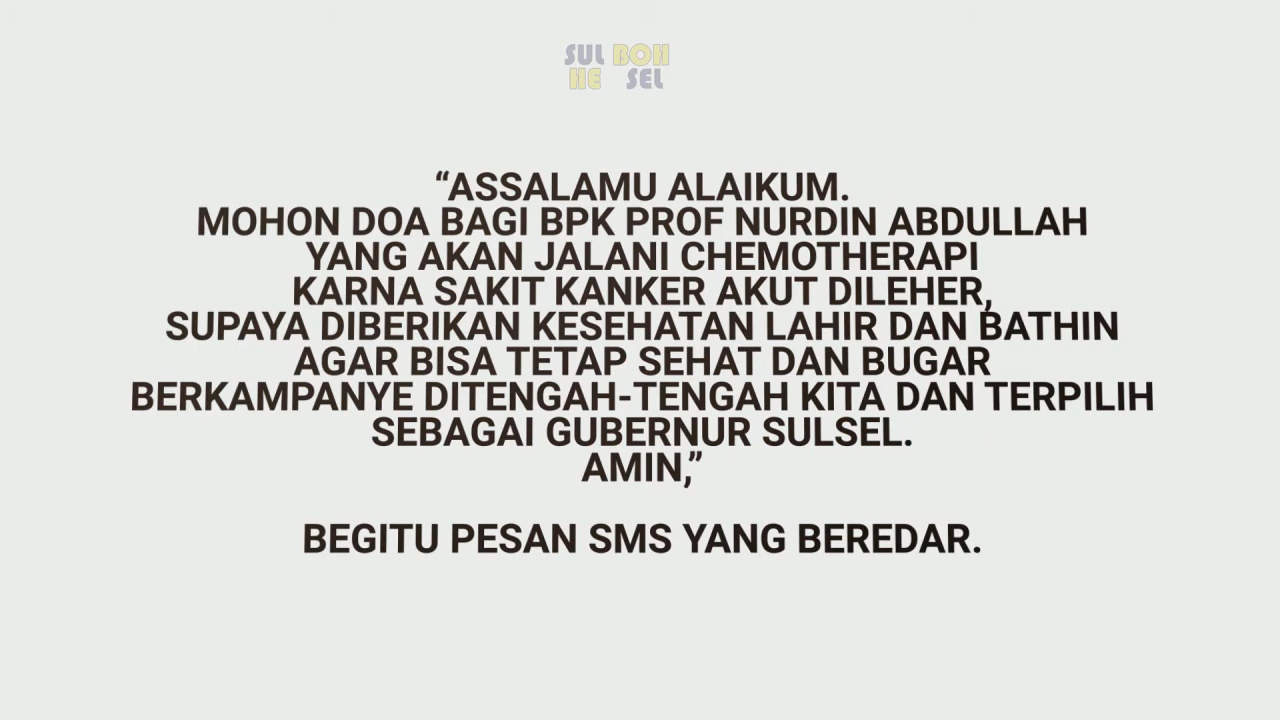 SUL BOH
HE SEL
“ASSALAMU ALAIKUM.
MOHON DOA BAGI BPK PROF NURDIN ABDULLAH
YANG AKAN JALANI CHEMOTHERAPI
KARNA SAKIT KANKER AKUT DILEHER,
SUPAYA DIBERIKAN KESEHATAN LAHIR DAN BATHIN
AGAR BISA TETAP SEHAT DAN BUGAR
BERKAMPANYE DITENGAH-TENGAH KITA DAN TERPILIH
SEBAGAI GUBERNUR SULSEL.
AMIN,”
BEGITU PESAN SMS YANG BEREDAR.